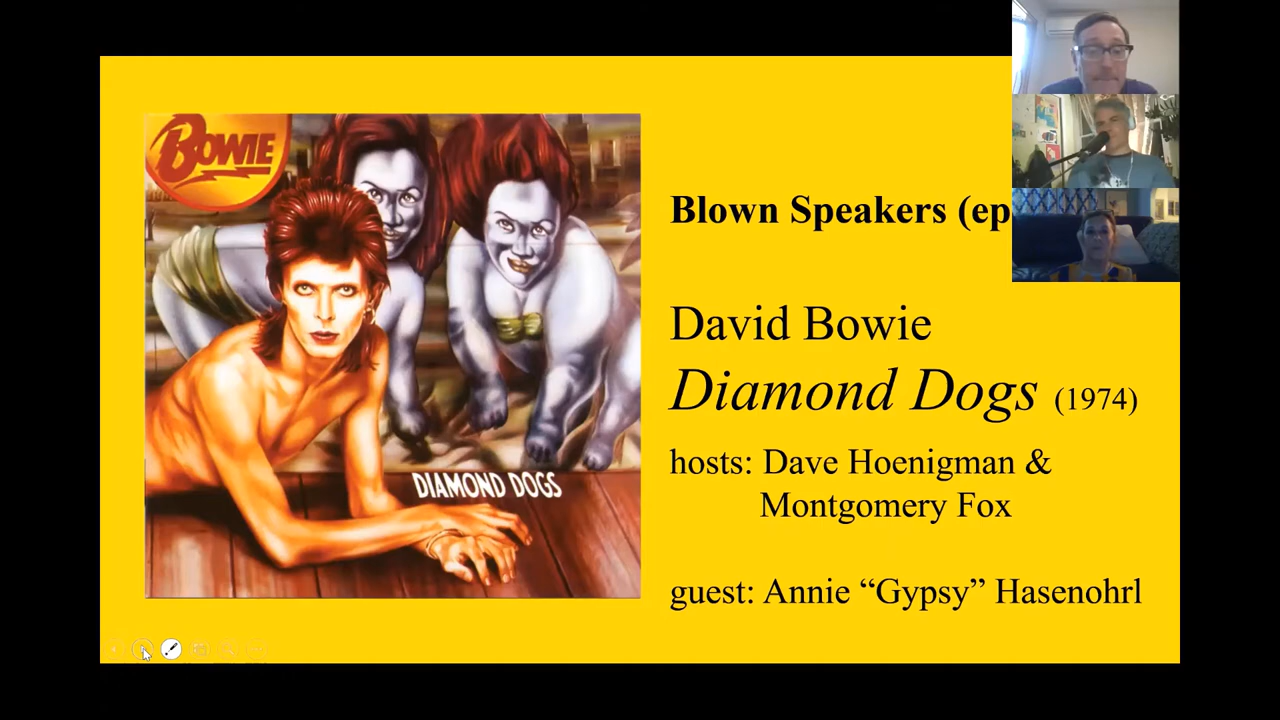 BOWIE
DIAMOND DOGS
Blown Speakers (ep
David Bowie
Diamond Dogs (1974)
hosts: Dave Hoenigman &
Montgomery Fox
guest: Annie “Gypsy” Hasenohrl